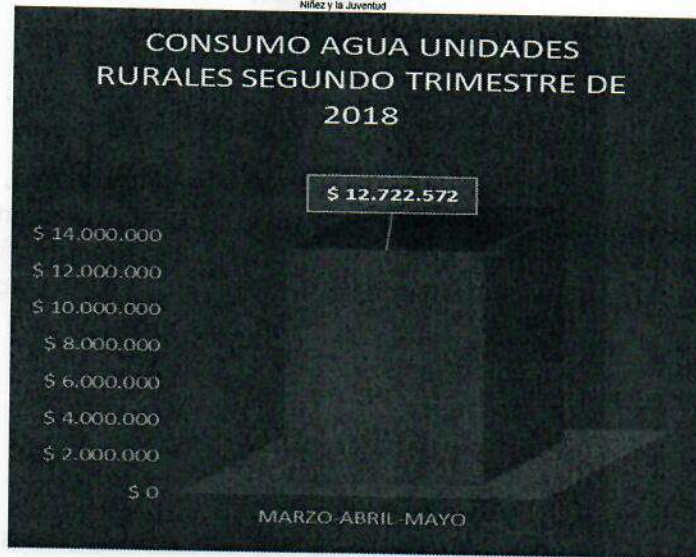 Niñez y la Juventud
CONSUMO AGUA UNIDADES
RURALES SEGUNDO TRIMESTRE DE
2018
$ 12.722.572
$ 14.000.000
$ 12.000.000
$ 10.000.000
$ 8.000.000
$ 6.000.000
$ 4.000.000
$ 2.000.000
$ 0
MARZO-ABRIL-MAYO